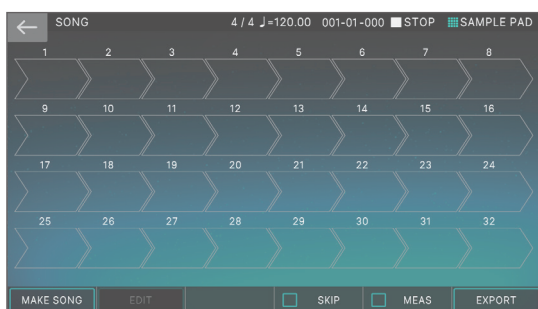 SONG 4 / 4 ♩=120.00 001-01-000 STOP SAMPLE PAD
1 2 3 4 5 6 7 8
9 10 11 12 13 14 15 16
17 18 19 20 21 22 23 24
25 26 27 28 29 30 31 32
MAKE SONG EDIT SKIP MEAS EXPORT